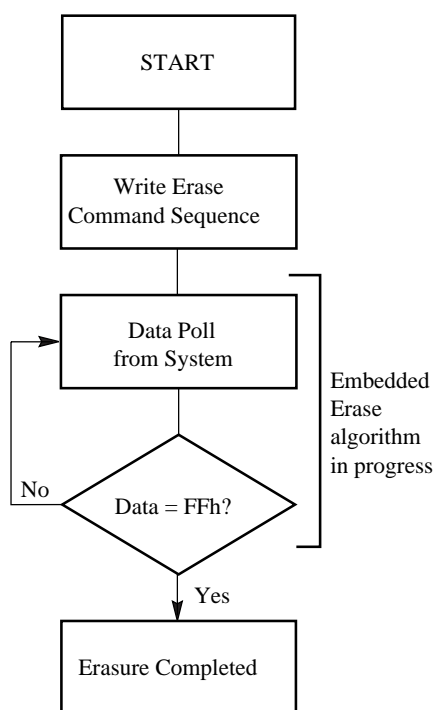 START
Write Erase
Command Sequence
Data Poll
from System
Embedded
Erase
algorithm
in progress
No
Data = FFh?
Yes
Erasure Completed